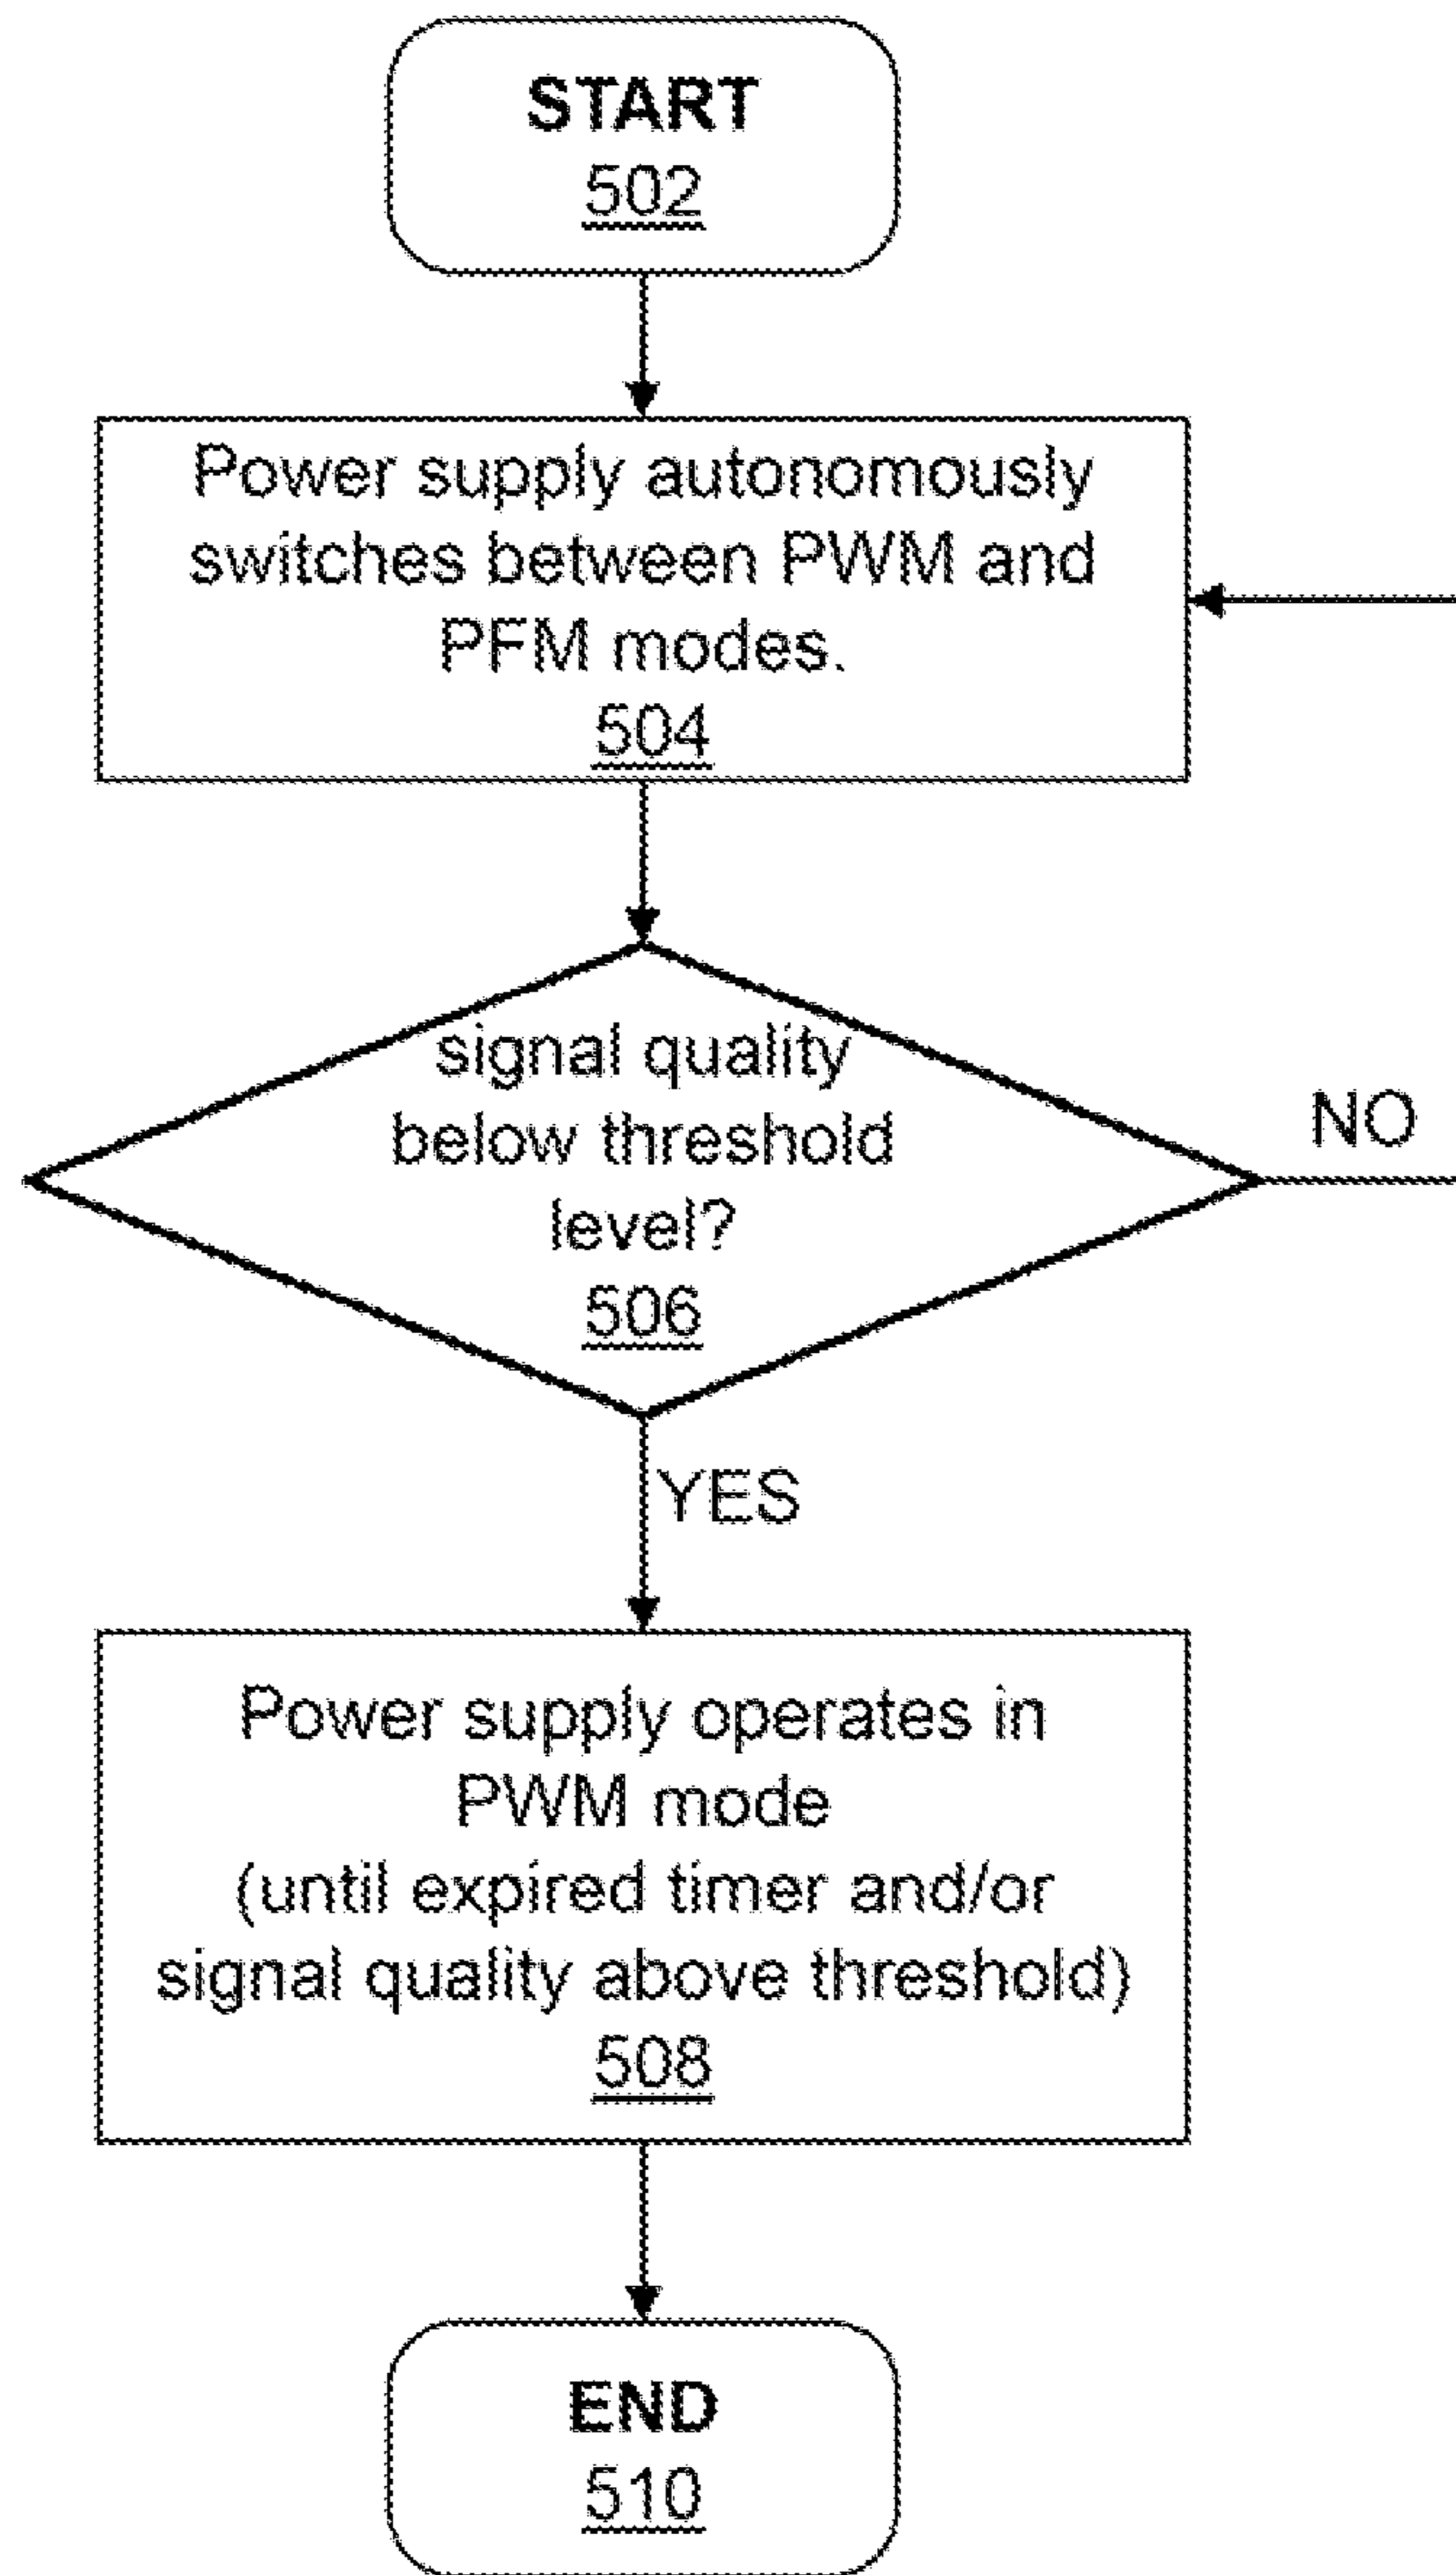 START
502
Power supply autonomously
switches between PWM and
PFM modes.
504
signal quality
below threshold
level?
506
NO
YES
Power supply operates in
PWM mode
(until expired timer and/or
signal quality above threshold)
508
END
510